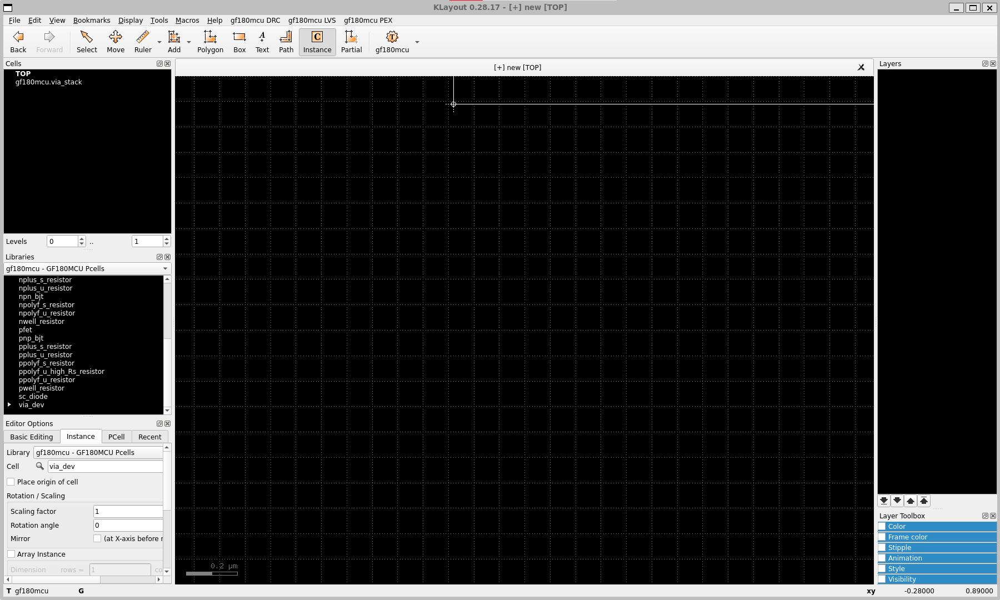 KLayout 0.28.17 - [+] new [TOP]
File Edit View Bookmarks Display Tools Macros Help gf180mcu DRC gf180mcu LVS gf180mcu PEX
Back Forward Select Move Ruler Add Polygon Box Text Path Instance Partial gf180mcu
Cells
TOP
gf180mcu.via_stack
Levels 0 .. 1
Libraries
gf180mcu - GF180MCU Pcells
nplus_s_resistor
nplus_u_resistor
npn_bjt
npolyf_s_resistor
npolyf_u_resistor
nwell_resistor
pfet
pnp_bjt
pplus_s_resistor
pplus_u_resistor
ppolyf_s_resistor
ppolyf_u_high_Rs_resistor
ppolyf_u_resistor
pwell_resistor
sc_diode
via_dev
Editor Options
Basic Editing Instance PCell Recent
Library gf180mcu - GF180MCU Pcells
Cell via_dev
Place origin of cell
Rotation / Scaling
Scaling factor 1
Rotation angle 0
Mirror (at X-axis before r
Array Instance
Dimension rows = 1 co
T gf180mcu G
[+] new [TOP]
0.2 μm
Layers
Layer Toolbox
Color
Frame color
Stipple
Animation
Style
Visibility
xy -0.28000 0.89000